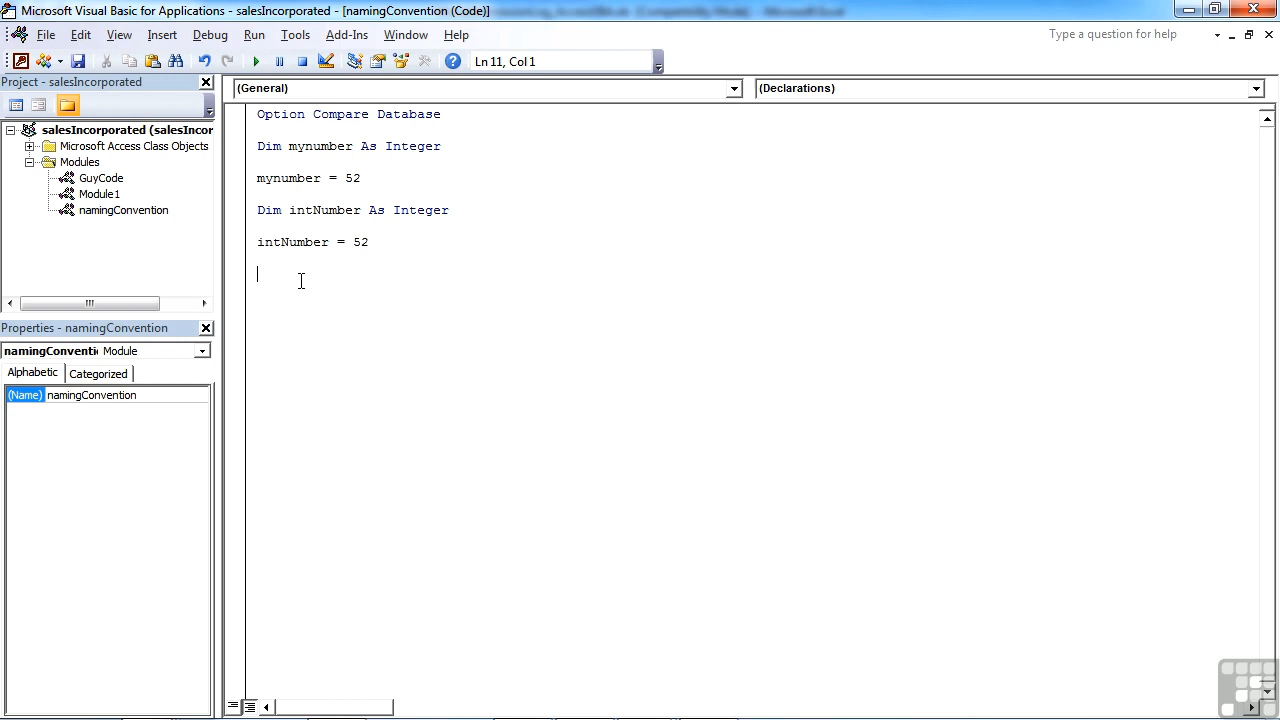 Microsoft Visual Basic for Applications - salesIncorporated - [namingConvention (Code)]
File Edit View Insert Debug Run Tools Add-Ins Window Help
Type a question for help
Ln 11, Col 1
Project - salesIncorporated
(General)
(Declarations)
salesIncorporated (salesIncor
Microsoft Access Class Objects
Modules
GuyCode
Module1
namingConvention
Option Compare Database
Dim mynumber As Integer
mynumber = 52
Dim intNumber As Integer
intNumber = 52
Properties - namingConvention
namingConventi Module
Alphabetic Categorized
(Name) namingConvention